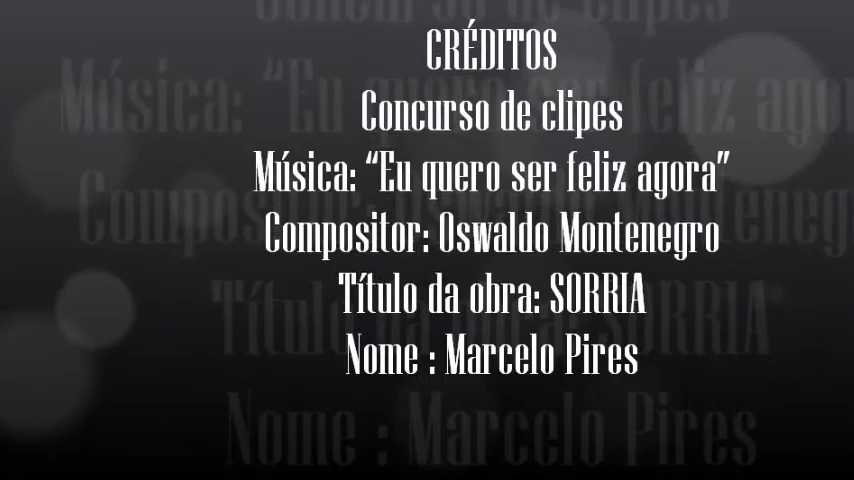 CRÉDITOS
Concurso de clipes
Música: “Eu quero ser feliz agora”
Compositor: Oswaldo Montenegro
Título da obra: SORRIA
Nome : Marcelo Pires